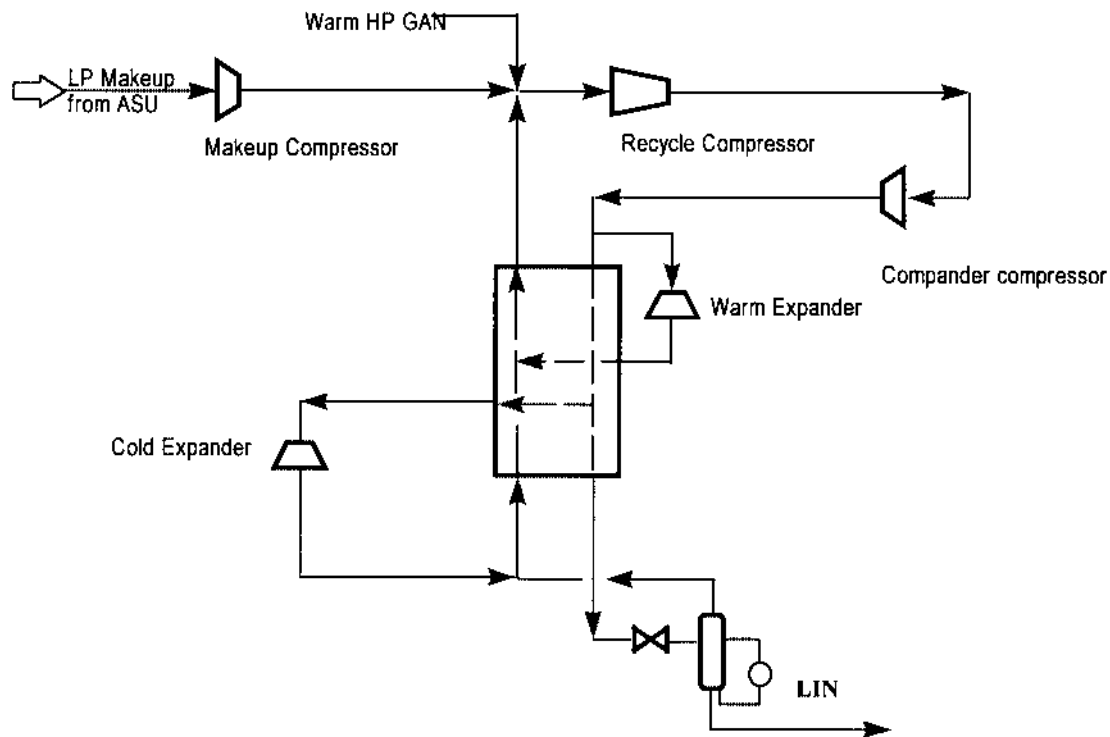 Warm HP GAN
LP Makeup
from ASU
Makeup Compressor
Recycle Compressor
Compander compressor
Warm Expander
Cold Expander
LIN